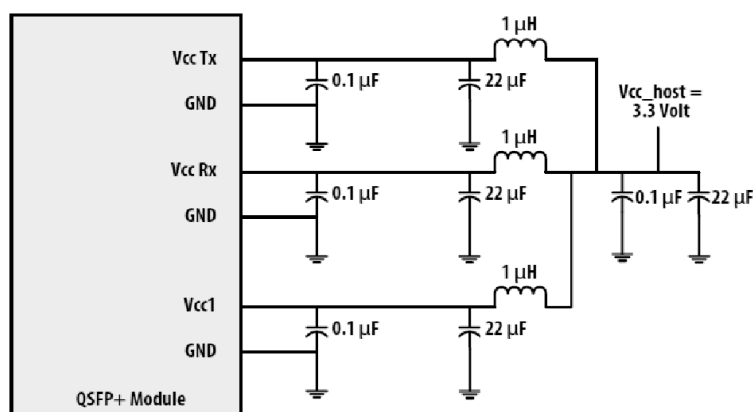 1 µH
Vcc Tx
0.1 µF
22 µF
GND
Vcc_host =
3.3 Volt
1 µH
Vcc Rx
0.1 µF
22 µF
0.1 µF
22 µF
GND
1 µH
Vcc1
0.1 µF
22 µF
GND
QSFP+ Module